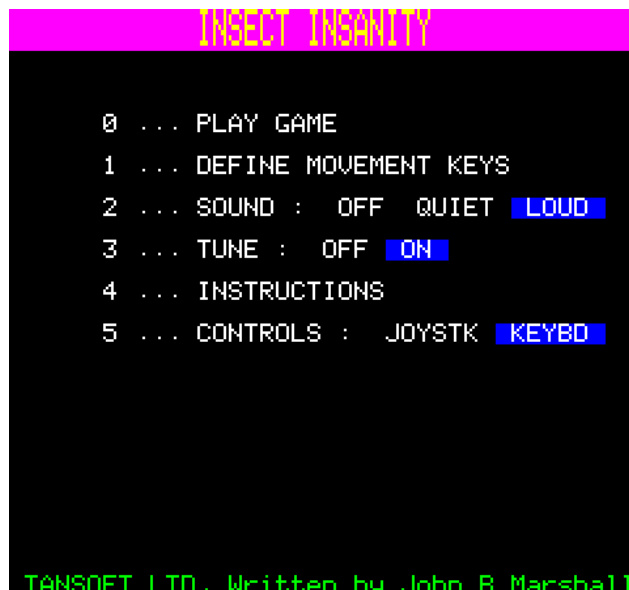 INSECT INSANITY
0 ... PLAY GAME
1 ... DEFINE MOVEMENT KEYS
2 ... SOUND : OFF QUIET LOUD
3 ... TUNE : OFF ON
4 ... INSTRUCTIONS
5 ... CONTROLS : JOYSTK KEYBD
TANSOFT LTD. Written by John B Marshall